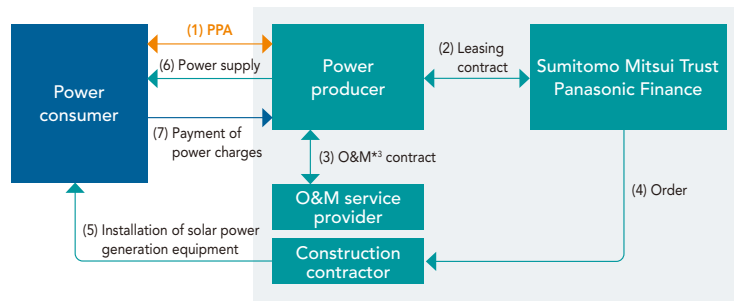 (1) PPA
Power
consumer
(6) Power supply
(7) Payment of
power charges
Power
producer
(2) Leasing
contract
Sumitomo Mitsui Trust
Panasonic Finance
(3) O&M*3 contract
(4) Order
O&M service
provider
(5) Installation of solar power
generation equipment
Construction
contractor